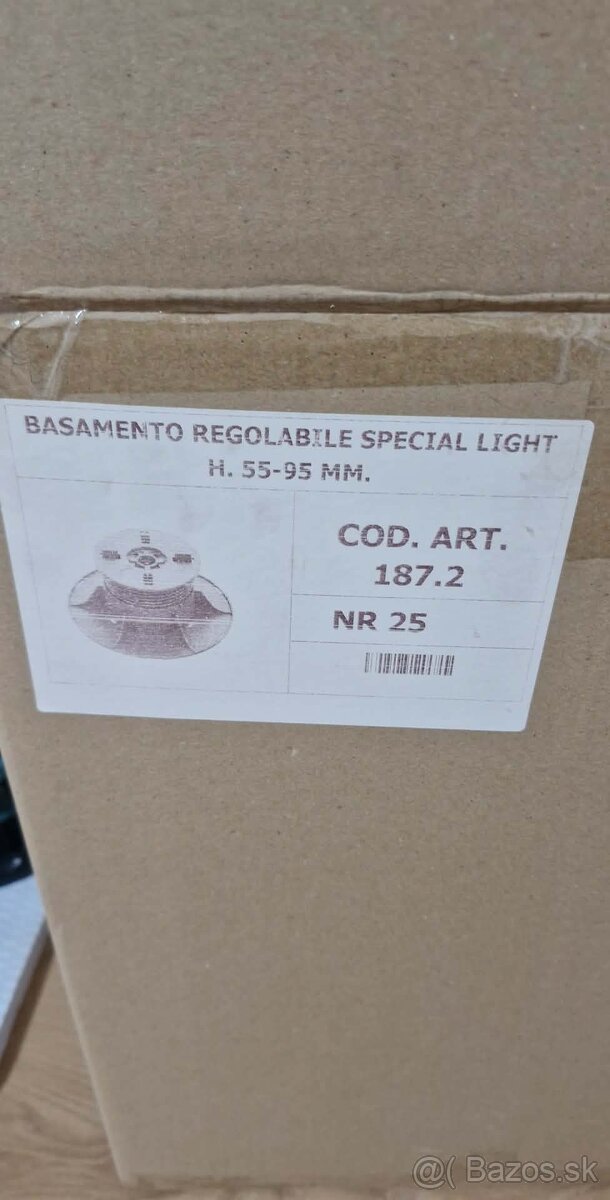 BASAMENTO REGOLABILE SPECIAL LIGHT
H. 55-95 MM.
COD. ART.
187.2
NR 25
@( Bazos.sk